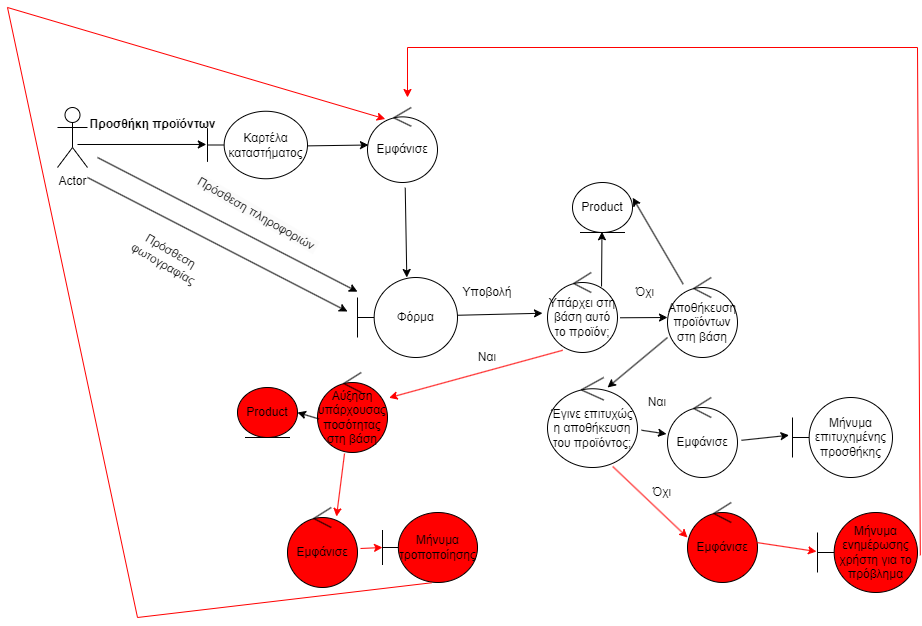 Προσθήκη προϊόντων
Καρτέλα
καταστήματος
Εμφάνισε
Actor
Πρόσθεση πληροφοριών
Πρόσθεση
φωτογραφίας
Product
Φόρμα
Υποβολή
Υπάρχει στη
βάση αυτό
το προϊόν;
Όχι
Αποθήκευση
προϊόντων
στη βάση
Ναι
Product
Αύξηση
υπάρχουσας
ποσότητας
στη βάση
Έγινε επιτυχώς
η αποθήκευση
του προϊόντος;
Ναι
Εμφάνισε
Μήνυμα
επιτυχημένης
προσθήκης
Όχι
Εμφάνισε
Μήνυμα
τροποποίησης
Εμφάνισε
Μήνυμα
ενημέρωσης
χρήστη για το
πρόβλημα